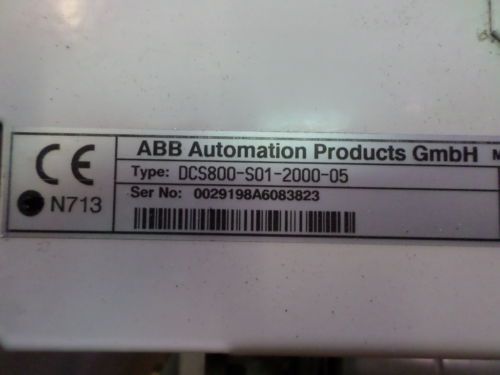 CE
ABB Automation Products GmbH M
Type: DCS800-S01-2000-05
N713
Ser No: 0029198A6083823